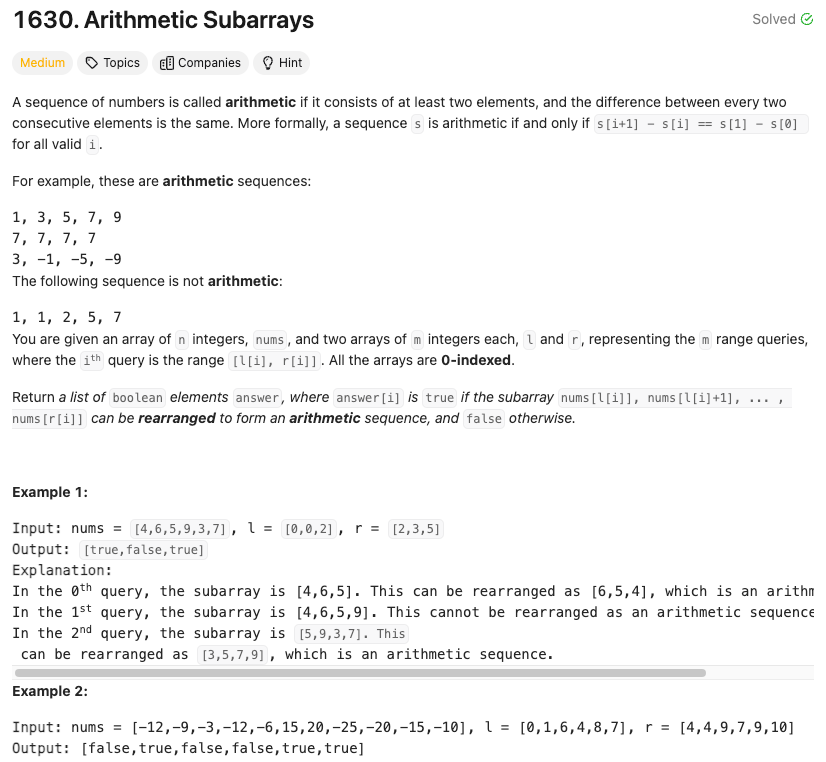 1630. Arithmetic Subarrays
Solved
Medium Topics Companies Hint
A sequence of numbers is called arithmetic if it consists of at least two elements, and the difference between every two
consecutive elements is the same. More formally, a sequence s is arithmetic if and only if s[i+1] - s[i] == s[1] - s[0]
for all valid i.
For example, these are arithmetic sequences:
1, 3, 5, 7, 9
7, 7, 7, 7
3, -1, -5, -9
The following sequence is not arithmetic:
1, 1, 2, 5, 7
You are given an array of n integers, nums, and two arrays of m integers each, l and r, representing the m range queries,
where the ith query is the range [l[i], r[i]]. All the arrays are 0-indexed.
Return a list of boolean elements answer, where answer[i] is true if the subarray nums[l[i]], nums[l[i]+1], ... ,
nums[r[i]] can be rearranged to form an arithmetic sequence, and false otherwise.
Example 1:
Input: nums = [4,6,5,9,3,7], l = [0,0,2], r = [2,3,5]
Output: [true,false,true]
Explanation:
In the 0th query, the subarray is [4,6,5]. This can be rearranged as [6,5,4], which is an arithm
In the 1st query, the subarray is [4,6,5,9]. This cannot be rearranged as an arithmetic sequence
In the 2nd query, the subarray is [5,9,3,7]. This
can be rearranged as [3,5,7,9], which is an arithmetic sequence.
Example 2:
Input: nums = [-12,-9,-3,-12,-6,15,20,-25,-20,-15,-10], l = [0,1,6,4,8,7], r = [4,4,9,7,9,10]
Output: [false,true,false,false,true,true]